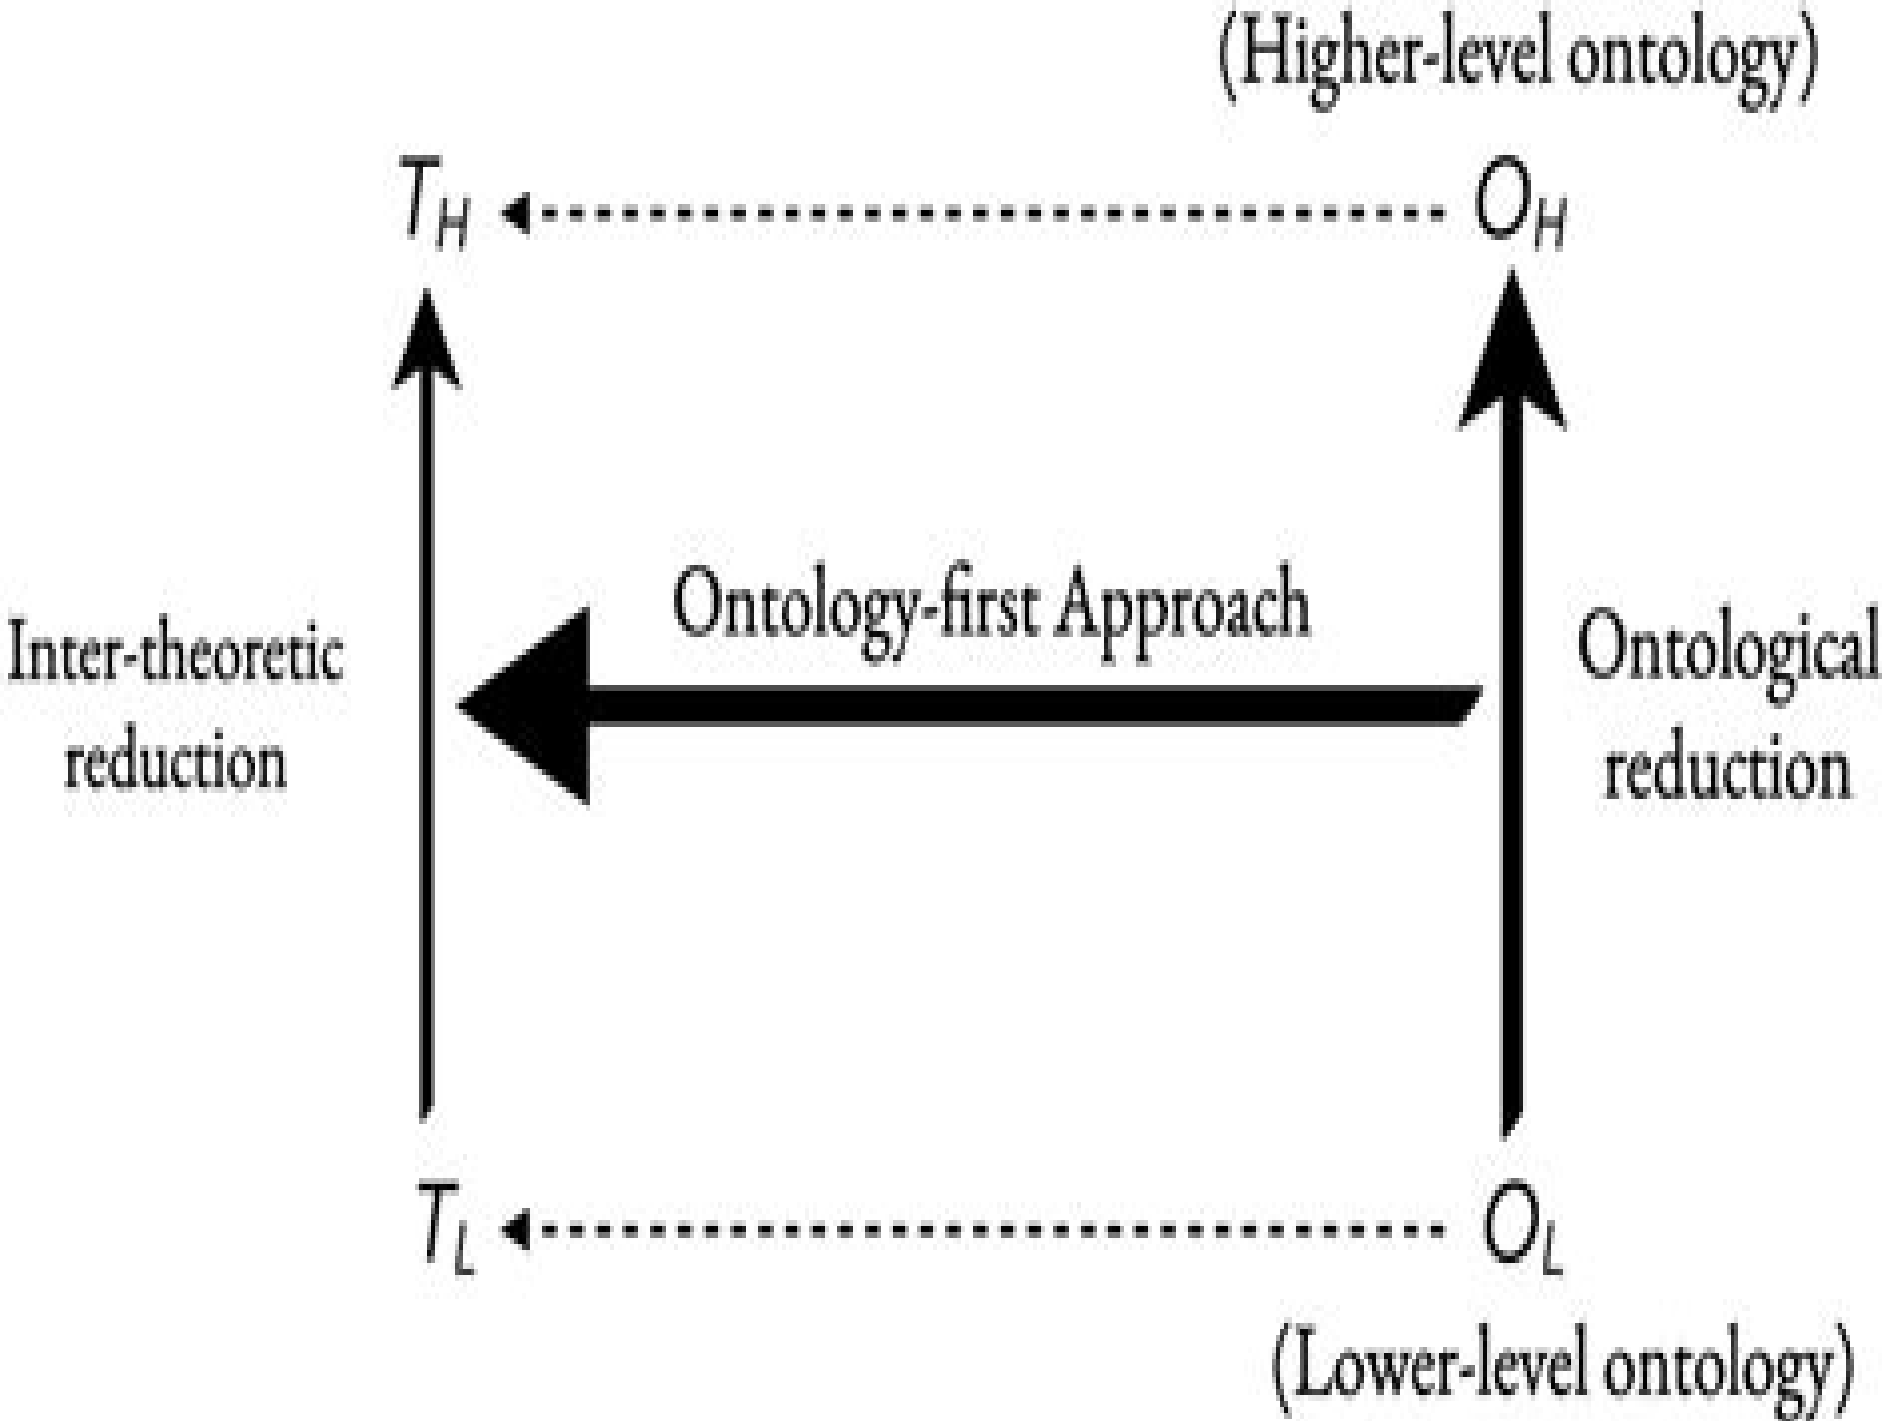 (Higher-level ontology)
T_H O_H
Ontology-first Approach
Inter-theoretic
reduction
Ontological
reduction
T_L O_L
(Lower-level ontology)